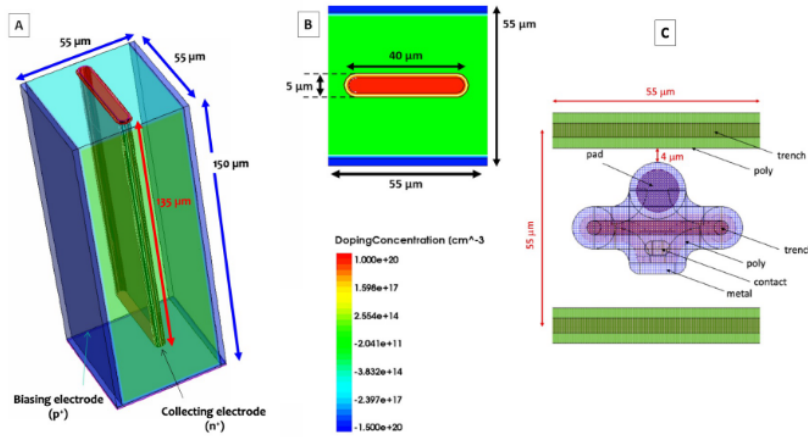 A
55 μm
55 μm
150 μm
135 μm
Biasing electrode
(p⁺)
Collecting electrode
(n⁺)
B
55 μm
40 μm
5 μm
55 μm
DopingConcentration (cm^-3
1.000e+20
1.598e+17
2.554e+14
-2.041e+11
-3.832e+14
-2.397e+17
-1.500e+20
C
55 μm
55 μm
4 μm
pad
trench
poly
trend
poly
contact
metal